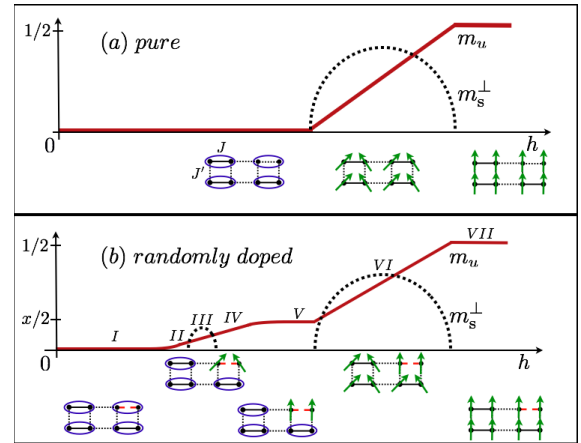 1/2
(a) pure
m_u
m_s^⊥
0
J
J'
h
1/2
(b) randomly doped
VII
VI
m_u
x/2
III
IV
V
m_s^⊥
I
II
0
h